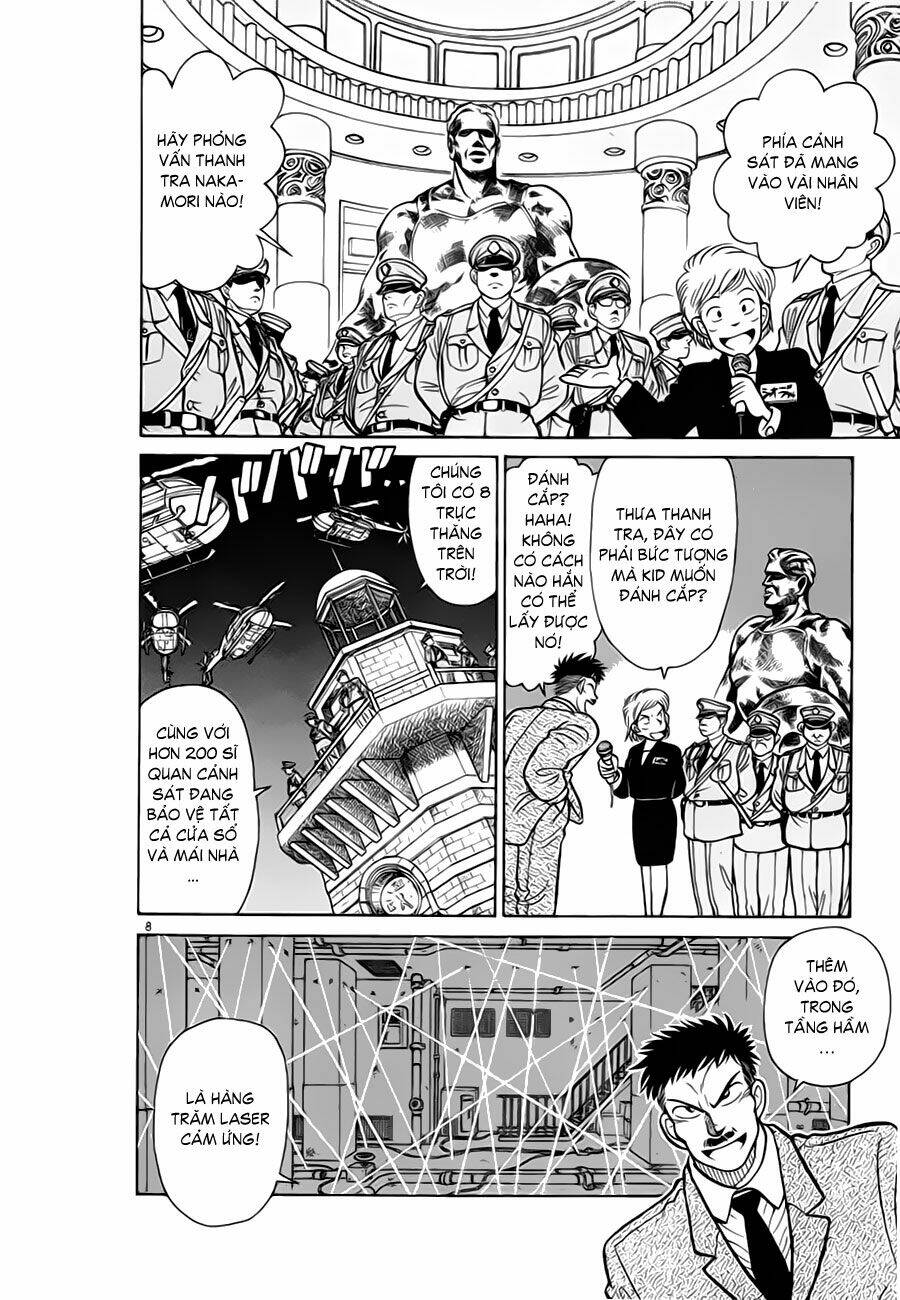 PHÍA CẢNH
SÁT ĐÃ MANG
VÀO VÀI NHÂN
VIÊN!
HÃY PHỎNG
VẤN THANH
TRA NAKA-
MORI NÀO!
THƯA THANH
TRA, ĐÂY CÓ
PHẢI BỨC TƯỢNG
MÀ KID MUỐN
ĐÁNH CẮP?
ĐÁNH
CẮP?
HAHA!
KHÔNG
CÓ CÁCH
NÀO HẮN
CÓ THỂ
LẤY ĐƯỢC
NÓ!
CHÚNG
TÔI CÓ 8
TRỰC
THĂNG
TRÊN
TRỜI!
CÙNG VỚI
HƠN 200 SĨ
QUAN CẢNH
SÁT ĐANG
BẢO VỆ TẤT
CẢ CỬA SỔ
VÀ MÁI NHÀ
...
8
THÊM
VÀO ĐÓ,
TRONG
TẦNG HẦM
...
LÀ HÀNG
TRĂM LASER
CẢM ỨNG!